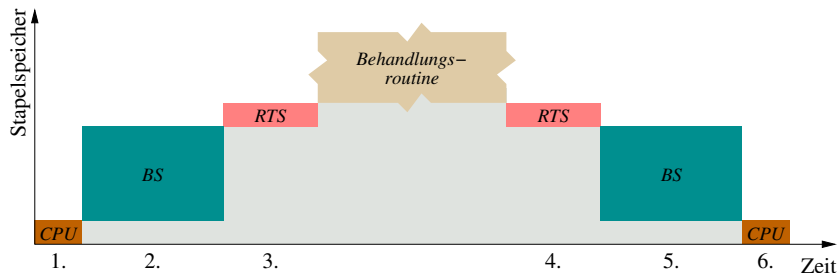 Stapelspeicher
Behandlungs−
routine
RTS
RTS
BS
BS
CPU
CPU
1.
2.
3.
4.
5.
6.
Zeit